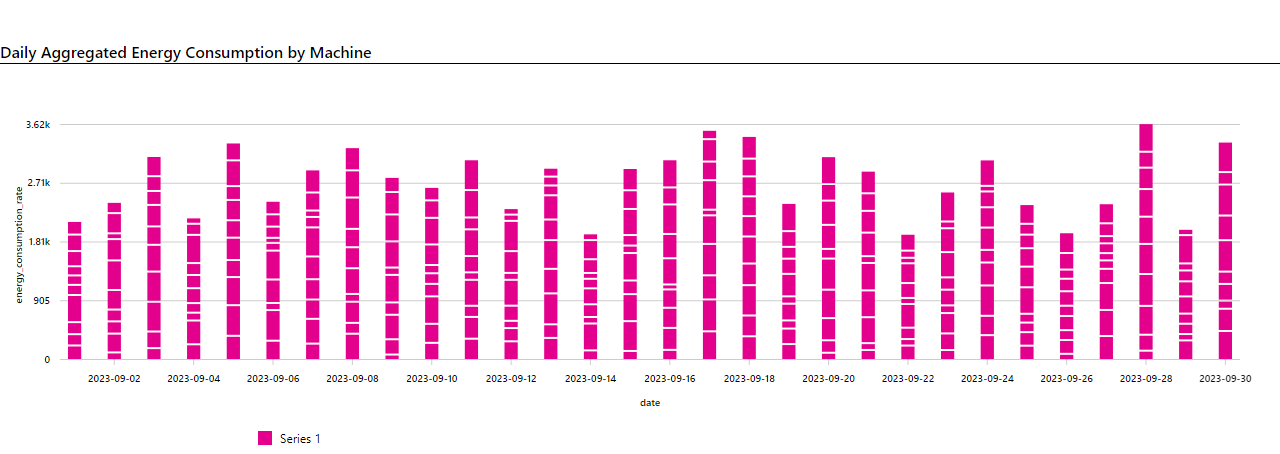 Daily Aggregated Energy Consumption by Machine
3.62k
2.71k
1.81k
905
0
energy_consumption_rate
2023-09-02 2023-09-04 2023-09-06 2023-09-08 2023-09-10 2023-09-12 2023-09-14 2023-09-16 2023-09-18 2023-09-20 2023-09-22 2023-09-24 2023-09-26 2023-09-28 2023-09-30
date
Series 1